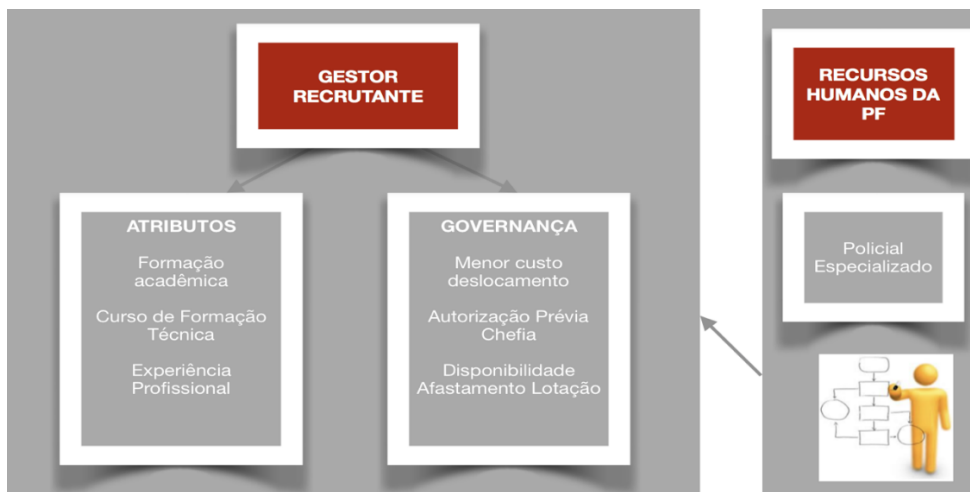 GESTOR
RECRUTANTE
ATRIBUTOS
Formação
acadêmica
Curso de Formação
Técnica
Experiência
Profissional
GOVERNANÇA
Menor custo
deslocamento
Autorização Prévia
Chefia
Disponibilidade
Afastamento Lotação
RECURSOS
HUMANOS DA
PF
Policial
Especializado